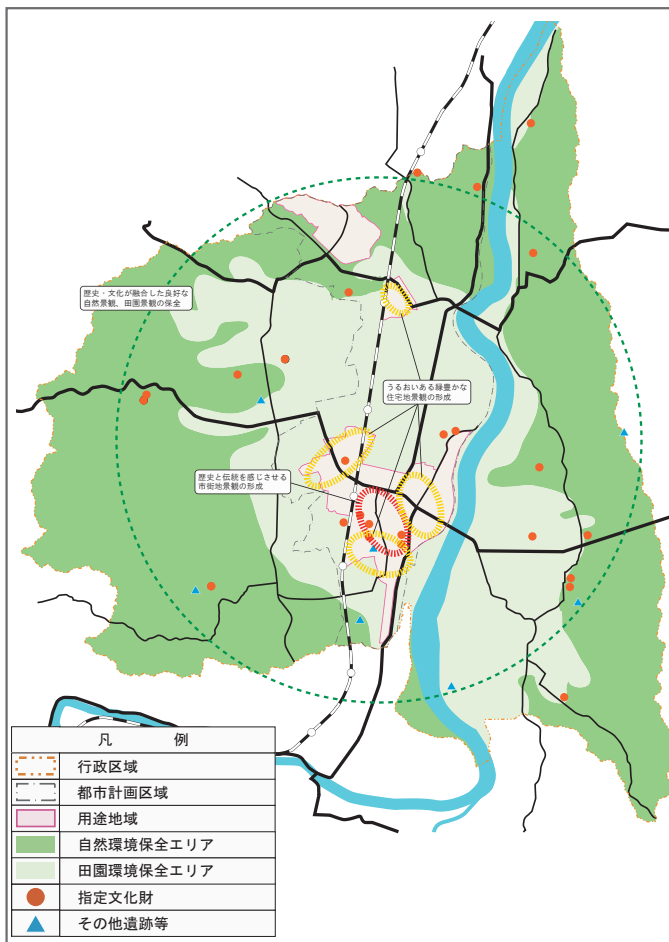 歴史・文化が融合した良好な
自然景観、田園景観の保全
うるおいある緑豊かな
住宅地景観の形成
歴史と伝統を感じさせる
市街地景観の形成
凡　例
行政区域
都市計画区域
用途地域
自然環境保全エリア
田園環境保全エリア
指定文化財
その他遺跡等